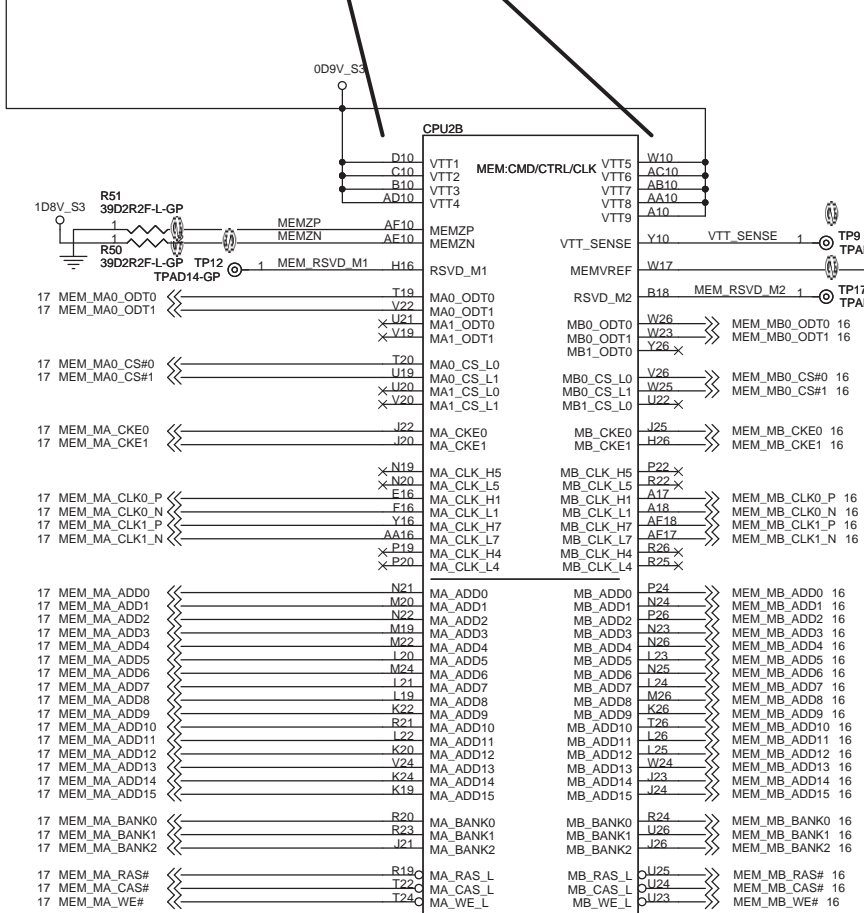 0D9V_S3
CPU2B
D10 VTT1 MEM:CMD/CTRL/CLK VTT5 W10
C10 VTT2 VTT6 AC10
B10 VTT3 VTT7 AB10
AD10 VTT4 VTT8 AA10
VTT9 A10
1D8V_S3
R51
39D2R2F-L-GP
1 MEMZP AF10 MEMZP
1 MEMZN AE10 MEMZN VTT_SENSE Y10 VTT_SENSE 1 TP9
R50
39D2R2F-L-GP
TP12 1 MEM_RSVD_M1 H16 RSVD_M1 MEMVREF W17
TPAD14-GP
17 MEM_MA0_ODT0 T19 MA0_ODT0 RSVD_M2 B18 MEM_RSVD_M2 1 TP17
17 MEM_MA0_ODT1 V22 MA0_ODT1
U21 MA1_ODT0 MB0_ODT0 W26 MEM_MB0_ODT0 16
V19 MA1_ODT1 MB0_ODT1 W23 MEM_MB0_ODT1 16
MB1_ODT0 Y26
17 MEM_MA0_CS#0 T20 MA0_CS_L0
17 MEM_MA0_CS#1 U19 MA0_CS_L1 MB0_CS_L0 V26 MEM_MB0_CS#0 16
U20 MA1_CS_L0 MB0_CS_L1 W25 MEM_MB0_CS#1 16
V20 MA1_CS_L1 MB1_CS_L0 U22
17 MEM_MA_CKE0 J22 MA_CKE0 MB_CKE0 J25 MEM_MB_CKE0 16
17 MEM_MA_CKE1 J20 MA_CKE1 MB_CKE1 H26 MEM_MB_CKE1 16
N19 MA_CLK_H5 MB_CLK_H5 P22
N20 MA_CLK_L5 MB_CLK_L5 R22
17 MEM_MA_CLK0_P E16 MA_CLK_H1 MB_CLK_H1 A17 MEM_MB_CLK0_P 16
17 MEM_MA_CLK0_N F16 MA_CLK_L1 MB_CLK_L1 A18 MEM_MB_CLK0_N 16
17 MEM_MA_CLK1_P Y16 MA_CLK_H7 MB_CLK_H7 AF18 MEM_MB_CLK1_P 16
17 MEM_MA_CLK1_N AA16 MA_CLK_L7 MB_CLK_L7 AF17 MEM_MB_CLK1_N 16
P19 MA_CLK_H4 MB_CLK_H4 R26
P20 MA_CLK_L4 MB_CLK_L4 R25
17 MEM_MA_ADD0 N21 MA_ADD0 MB_ADD0 P24 MEM_MB_ADD0 16
17 MEM_MA_ADD1 M20 MA_ADD1 MB_ADD1 N24 MEM_MB_ADD1 16
17 MEM_MA_ADD2 N22 MA_ADD2 MB_ADD2 P26 MEM_MB_ADD2 16
17 MEM_MA_ADD3 M19 MA_ADD3 MB_ADD3 N23 MEM_MB_ADD3 16
17 MEM_MA_ADD4 M22 MA_ADD4 MB_ADD4 N26 MEM_MB_ADD4 16
17 MEM_MA_ADD5 L20 MA_ADD5 MB_ADD5 L23 MEM_MB_ADD5 16
17 MEM_MA_ADD6 M24 MA_ADD6 MB_ADD6 N25 MEM_MB_ADD6 16
17 MEM_MA_ADD7 L21 MA_ADD7 MB_ADD7 L24 MEM_MB_ADD7 16
17 MEM_MA_ADD8 L19 MA_ADD8 MB_ADD8 M26 MEM_MB_ADD8 16
17 MEM_MA_ADD9 K22 MA_ADD9 MB_ADD9 K26 MEM_MB_ADD9 16
17 MEM_MA_ADD10 R21 MA_ADD10 MB_ADD10 T26 MEM_MB_ADD10 16
17 MEM_MA_ADD11 L22 MA_ADD11 MB_ADD11 L26 MEM_MB_ADD11 16
17 MEM_MA_ADD12 K20 MA_ADD12 MB_ADD12 L25 MEM_MB_ADD12 16
17 MEM_MA_ADD13 V24 MA_ADD13 MB_ADD13 W24 MEM_MB_ADD13 16
17 MEM_MA_ADD14 K24 MA_ADD14 MB_ADD14 J23 MEM_MB_ADD14 16
17 MEM_MA_ADD15 K19 MA_ADD15 MB_ADD15 J24 MEM_MB_ADD15 16
17 MEM_MA_BANK0 R20 MA_BANK0 MB_BANK0 R24 MEM_MB_BANK0 16
17 MEM_MA_BANK1 R23 MA_BANK1 MB_BANK1 U26 MEM_MB_BANK1 16
17 MEM_MA_BANK2 J21 MA_BANK2 MB_BANK2 J26 MEM_MB_BANK2 16
17 MEM_MA_RAS# R19 MA_RAS_L MB_RAS_L U25 MEM_MB_RAS# 16
17 MEM_MA_CAS# T22 MA_CAS_L MB_CAS_L U24 MEM_MB_CAS# 16
17 MEM_MA_WE# T24 MA_WE_L MB_WE_L U23 MEM_MB_WE# 16